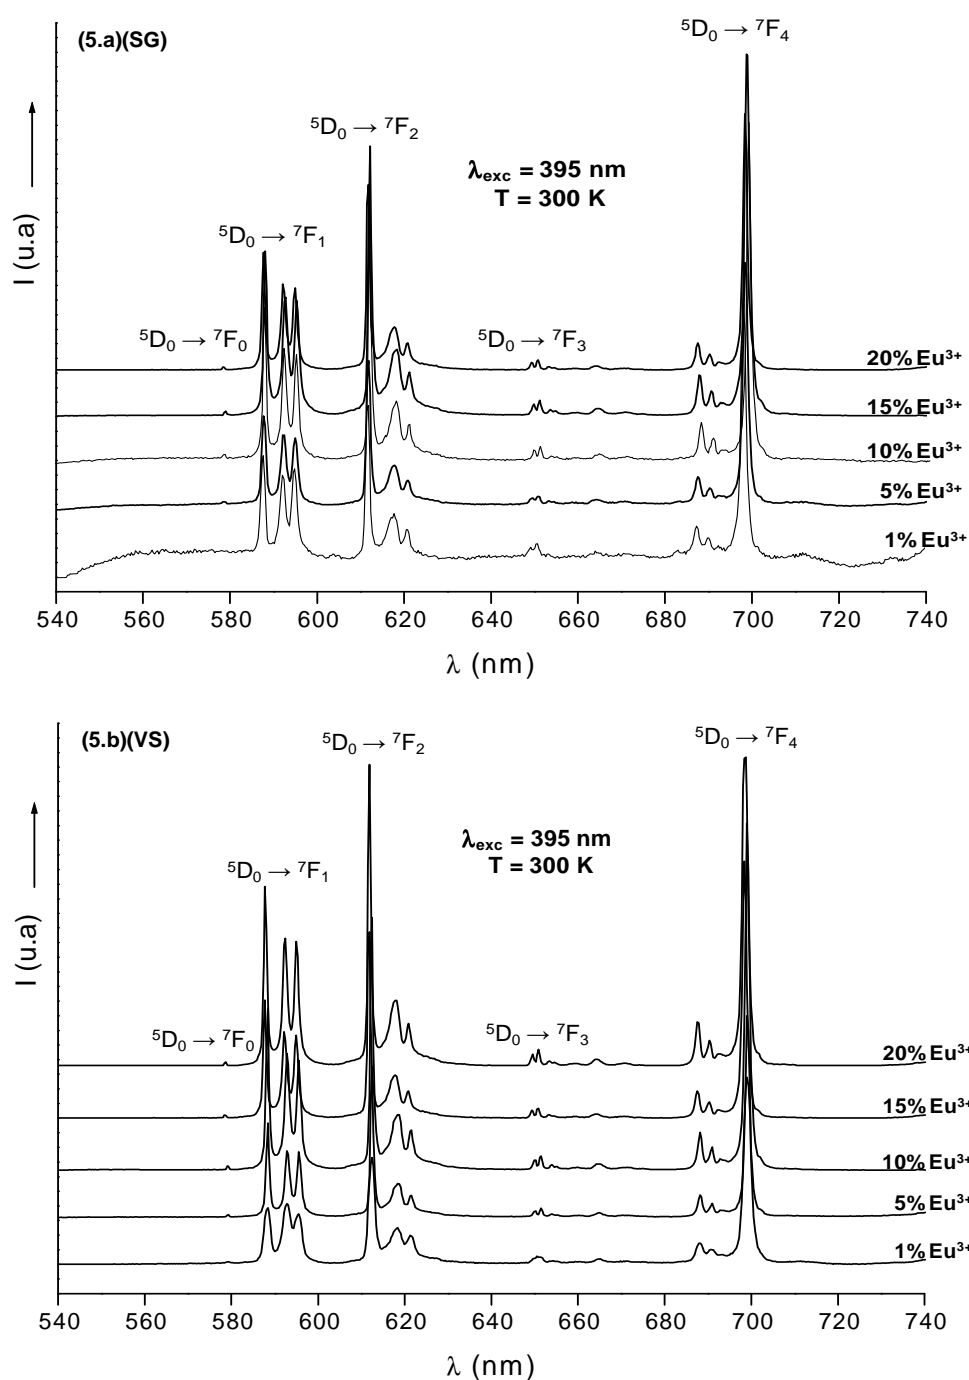 (5.a)(SG)
⁵D₀ → ⁷F₄
⁵D₀ → ⁷F₂
λexc = 395 nm
T = 300 K
⁵D₀ → ⁷F₁
⁵D₀ → ⁷F₀
⁵D₀ → ⁷F₃
20% Eu³⁺
15% Eu³⁺
10% Eu³⁺
5% Eu³⁺
1% Eu³⁺
I (u.a)
540 560 580 600 620 640 660 680 700 720 740
λ (nm)
(5.b)(VS)
⁵D₀ → ⁷F₂
⁵D₀ → ⁷F₄
λexc = 395 nm
T = 300 K
⁵D₀ → ⁷F₁
⁵D₀ → ⁷F₀
⁵D₀ → ⁷F₃
20% Eu³⁺
15% Eu³⁺
10% Eu³⁺
5% Eu³⁺
1% Eu³⁺
I (u.a)
540 560 580 600 620 640 660 680 700 720 740
λ (nm)